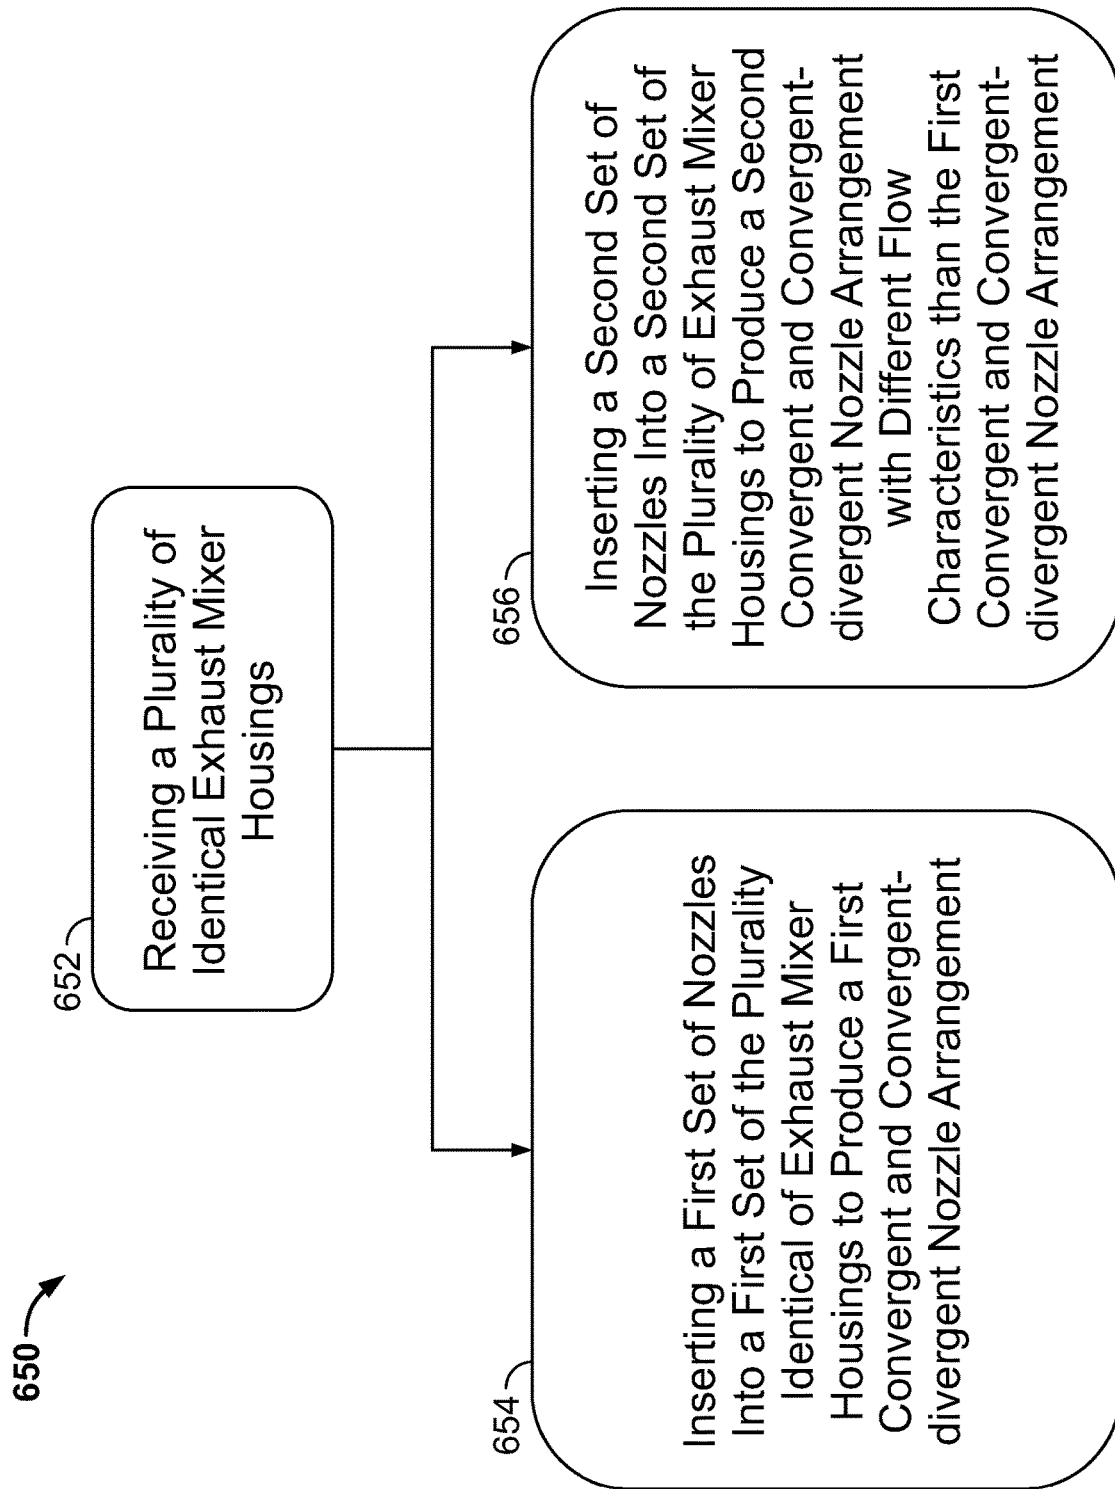 650
652
Receiving a Plurality of
Identical Exhaust Mixer
Housings
654
Inserting a First Set of Nozzles
Into a First Set of the Plurality
Identical of Exhaust Mixer
Housings to Produce a First
Convergent and Convergent-
divergent Nozzle Arrangement
656
Inserting a Second Set of
Nozzles Into a Second Set of
the Plurality of Exhaust Mixer
Housings to Produce a Second
Convergent and Convergent-
divergent Nozzle Arrangement
with Different Flow
Characteristics than the First
Convergent and Convergent-
divergent Nozzle Arrangement